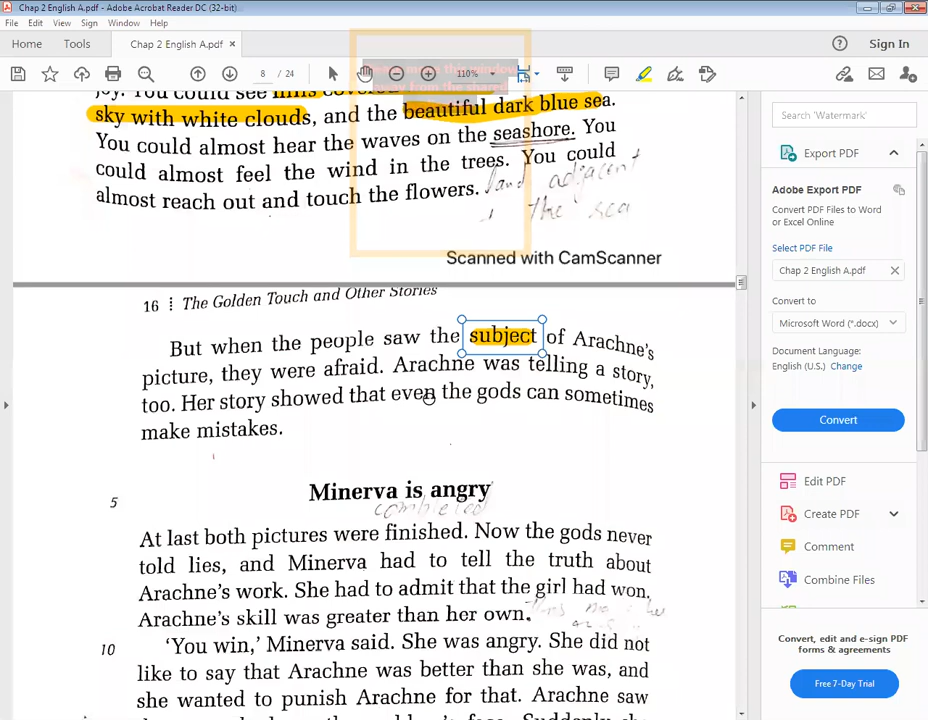 Chap 2 English A.pdf - Adobe Acrobat Reader DC (32-bit)
File Edit View Sign Window Help
Home Tools Chap 2 English A.pdf × Sign In
8 / 24 110%
joy. You could see hills
sky with white clouds, and the beautiful dark blue sea.
You could almost hear the waves on the seashore. You
could almost feel the wind in the trees. You could
almost reach out and touch the flowers.
land adjacent
the sea
Scanned with CamScanner
16 The Golden Touch and Other Stories
But when the people saw the subject of Arachne's
picture, they were afraid. Arachne was telling a story,
too. Her story showed that even the gods can sometimes
make mistakes.
5
Minerva is angry
completed
At last both pictures were finished. Now the gods never
told lies, and Minerva had to tell the truth about
Arachne's work. She had to admit that the girl had won.
Arachne's skill was greater than her own.
10 'You win,' Minerva said. She was angry. She did not
like to say that Arachne was better than she was, and
she wanted to punish Arachne for that. Arachne saw
Search 'Watermark'
Export PDF
Adobe Export PDF
Convert PDF Files to Word
or Excel Online
Select PDF File
Chap 2 English A.pdf
Convert to
Microsoft Word (*.docx)
Document Language:
English (U.S.) Change
Convert
Edit PDF
Create PDF
Comment
Combine Files
Convert, edit and e-sign PDF
forms & agreements
Free 7-Day Trial